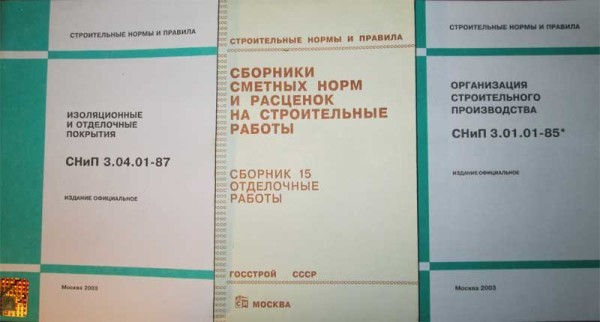 СТРОИТЕЛЬНЫЕ НОРМЫ И ПРАВИЛА
ИЗОЛЯЦИОННЫЕ
И ОТДЕЛОЧНЫЕ
ПОКРЫТИЯ
СНиП 3.04.01-87
ИЗДАНИЕ ОФИЦИАЛЬНОЕ
Москва 2003
СТРОИТЕЛЬНЫЕ НОРМЫ И ПРАВИЛА
СБОРНИКИ
СМЕТНЫХ НОРМ
И РАСЦЕНОК
НА СТРОИТЕЛЬНЫЕ
РАБОТЫ
СБОРНИК 15
ОТДЕЛОЧНЫЕ
РАБОТЫ
ГОССТРОЙ СССР
МОСКВА
СТРОИТЕЛЬНЫЕ НОРМЫ И ПРАВИЛА
ОРГАНИЗАЦИЯ
СТРОИТЕЛЬНОГО
ПРОИЗВОДСТВА
СНиП 3.01.01-85*
ИЗДАНИЕ ОФИЦИАЛЬНОЕ
Москва 2003